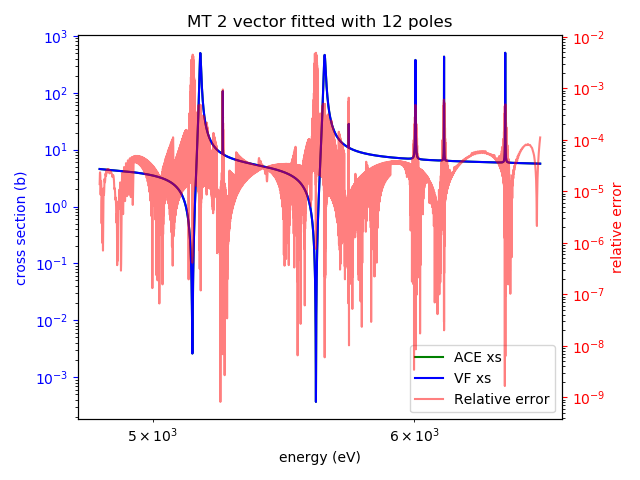 MT 2 vector fitted with 12 poles
10³
10²
10¹
10⁰
10⁻¹
10⁻²
10⁻³
cross section (b)
10⁻²
10⁻³
10⁻⁴
10⁻⁵
10⁻⁶
10⁻⁷
10⁻⁸
10⁻⁹
relative error
ACE xs
VF xs
Relative error
5 × 10³
6 × 10³
energy (eV)